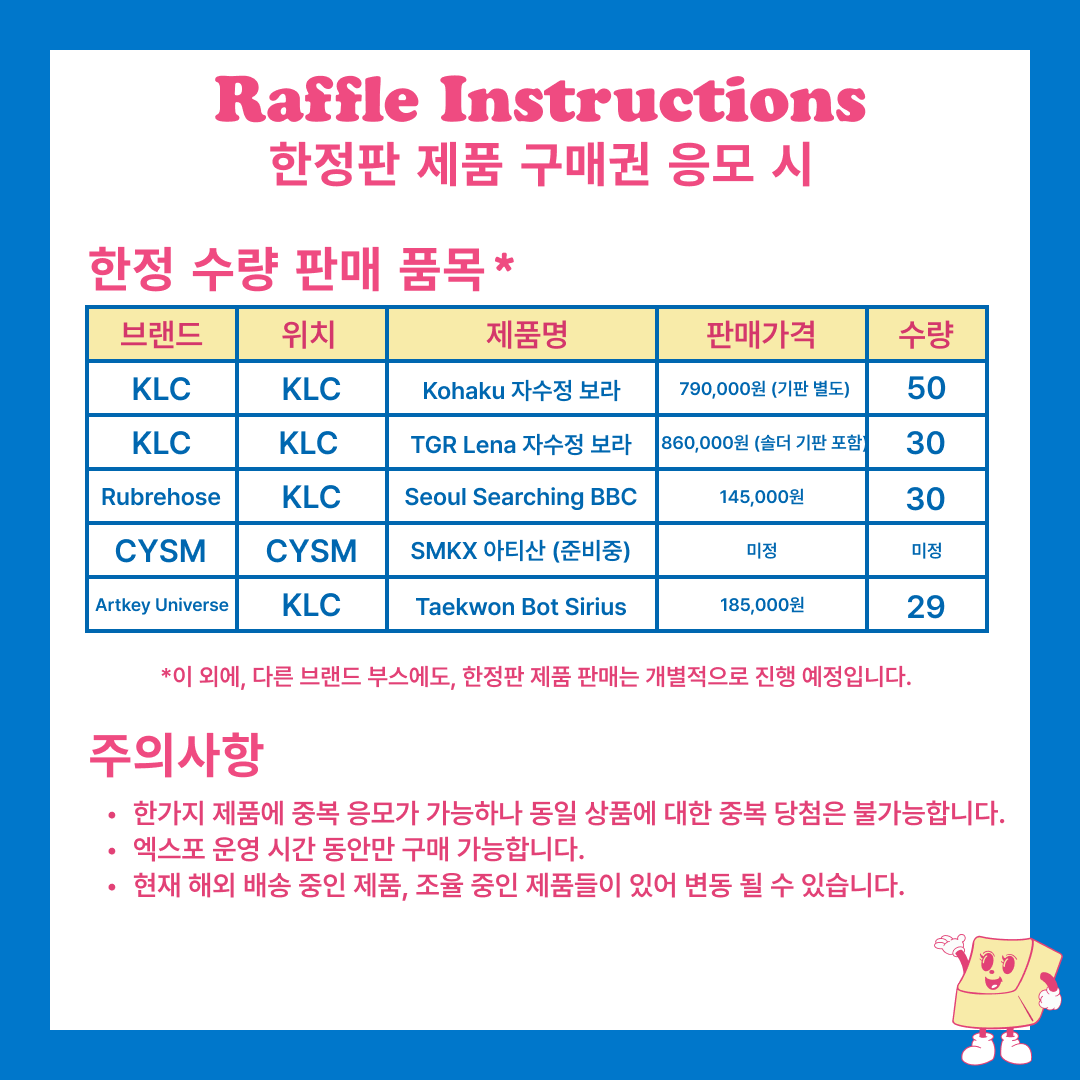 Raffle Instructions
한정판 제품 구매권 응모 시
한정 수량 판매 품목*
브랜드 위치 제품명 판매가격 수량
KLC KLC Kohaku 자수정 보라 790,000원 (기판 별도) 50
KLC KLC TGR Lena 자수정 보라 860,000원 (솔더 기판 포함) 30
Rubrehose KLC Seoul Searching BBC 145,000원 30
CYSM CYSM SMKX 아티산 (준비중) 미정 미정
Artkey Universe KLC Taekwon Bot Sirius 185,000원 29
*이 외에, 다른 브랜드 부스에도, 한정판 제품 판매는 개별적으로 진행 예정입니다.
주의사항
• 한가지 제품에 중복 응모가 가능하나 동일 상품에 대한 중복 당첨은 불가능합니다.
• 엑스포 운영 시간 동안만 구매 가능합니다.
• 현재 해외 배송 중인 제품, 조율 중인 제품들이 있어 변동 될 수 있습니다.